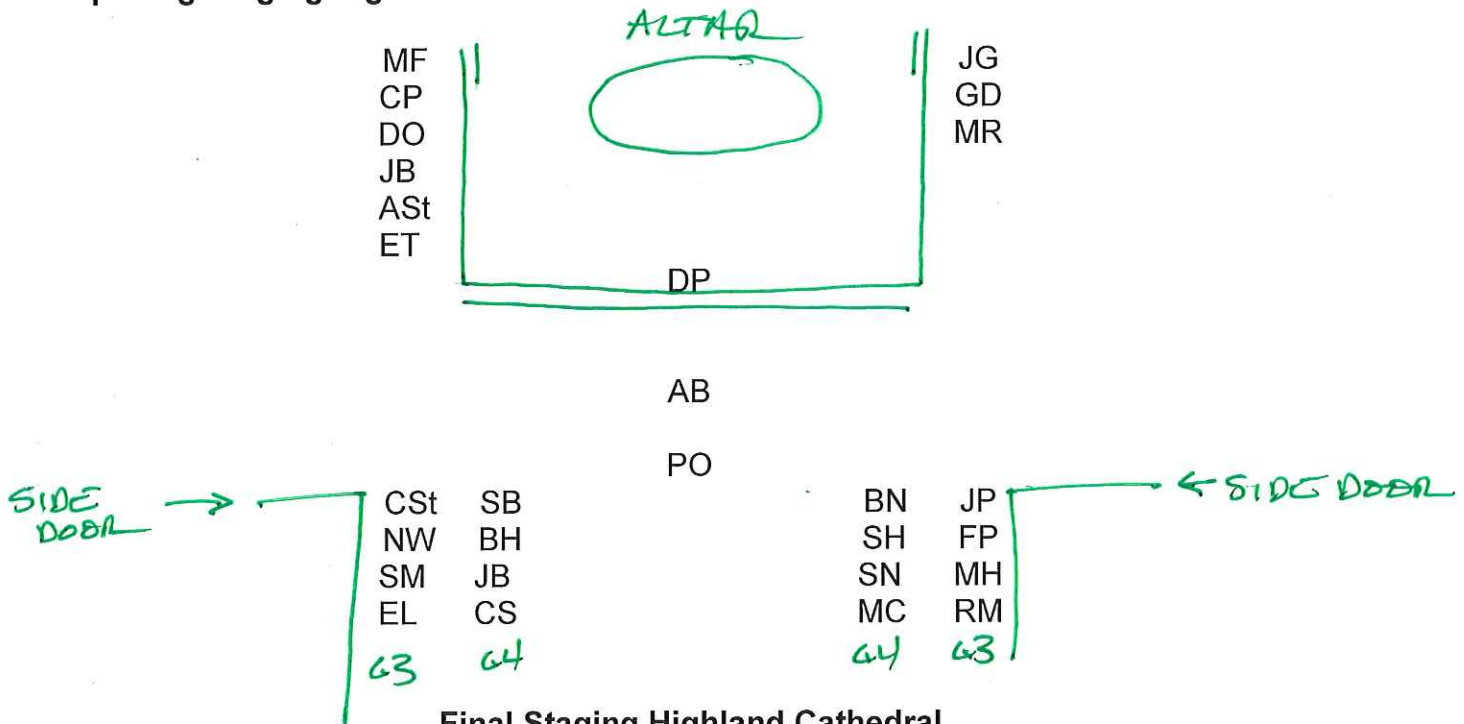 ALTAR
MF JG
CP GD
DO MR
JB
ASt
ET
DP
AB
PO
SIDE DOOR → CSt SB BN JP ← SIDE DOOR
NW BH SH FP
SM JB SN MH
EL CS MC RM
G3 G4 G4 G3
Final Staging Highland Cathedral